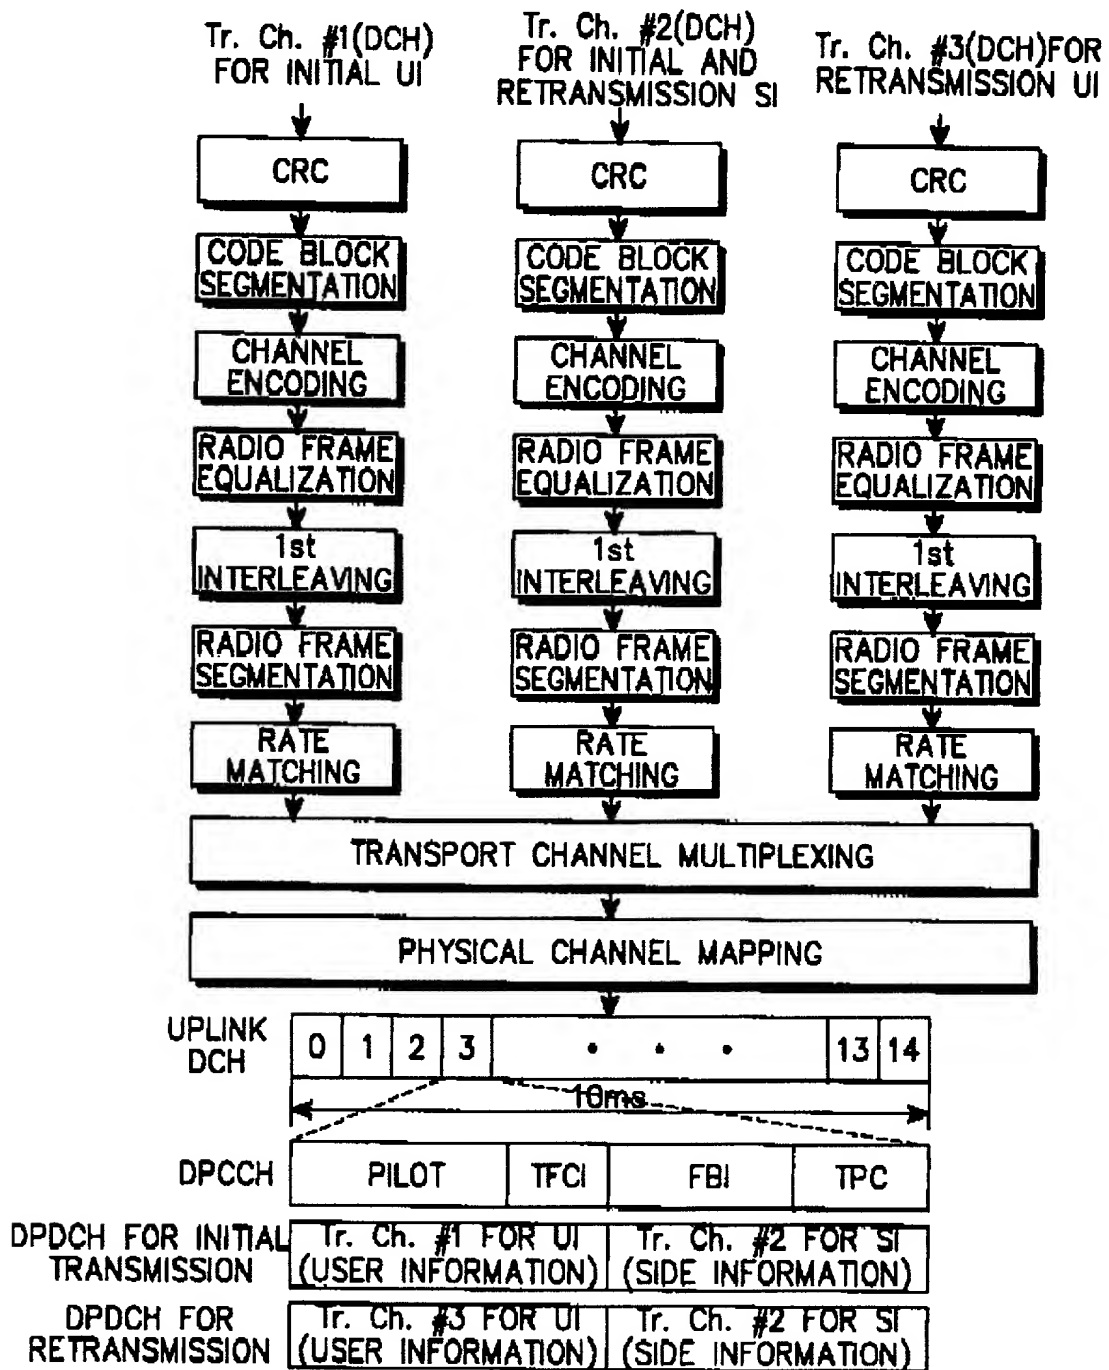 Tr. Ch. #1(DCH)
FOR INITIAL UI
Tr. Ch. #2(DCH)
FOR INITIAL AND
RETRANSMISSION SI
Tr. Ch. #3(DCH)FOR
RETRANSMISSION UI
CRC
CRC
CRC
CODE BLOCK
SEGMENTATION
CODE BLOCK
SEGMENTATION
CODE BLOCK
SEGMENTATION
CHANNEL
ENCODING
CHANNEL
ENCODING
CHANNEL
ENCODING
RADIO FRAME
EQUALIZATION
RADIO FRAME
EQUALIZATION
RADIO FRAME
EQUALIZATION
1st
INTERLEAVING
1st
INTERLEAVING
1st
INTERLEAVING
RADIO FRAME
SEGMENTATION
RADIO FRAME
SEGMENTATION
RADIO FRAME
SEGMENTATION
RATE
MATCHING
RATE
MATCHING
RATE
MATCHING
TRANSPORT CHANNEL MULTIPLEXING
PHYSICAL CHANNEL MAPPING
UPLINK
DCH
0 1 2 3 • • • 13 14
10ms
DPCCH PILOT TFCI FBI TPC
DPDCH FOR INITIAL
TRANSMISSION
Tr. Ch. #1 FOR UI
(USER INFORMATION)
Tr. Ch. #2 FOR SI
(SIDE INFORMATION)
DPDCH FOR
RETRANSMISSION
Tr. Ch. #3 FOR UI
(USER INFORMATION)
Tr. Ch. #2 FOR SI
(SIDE INFORMATION)